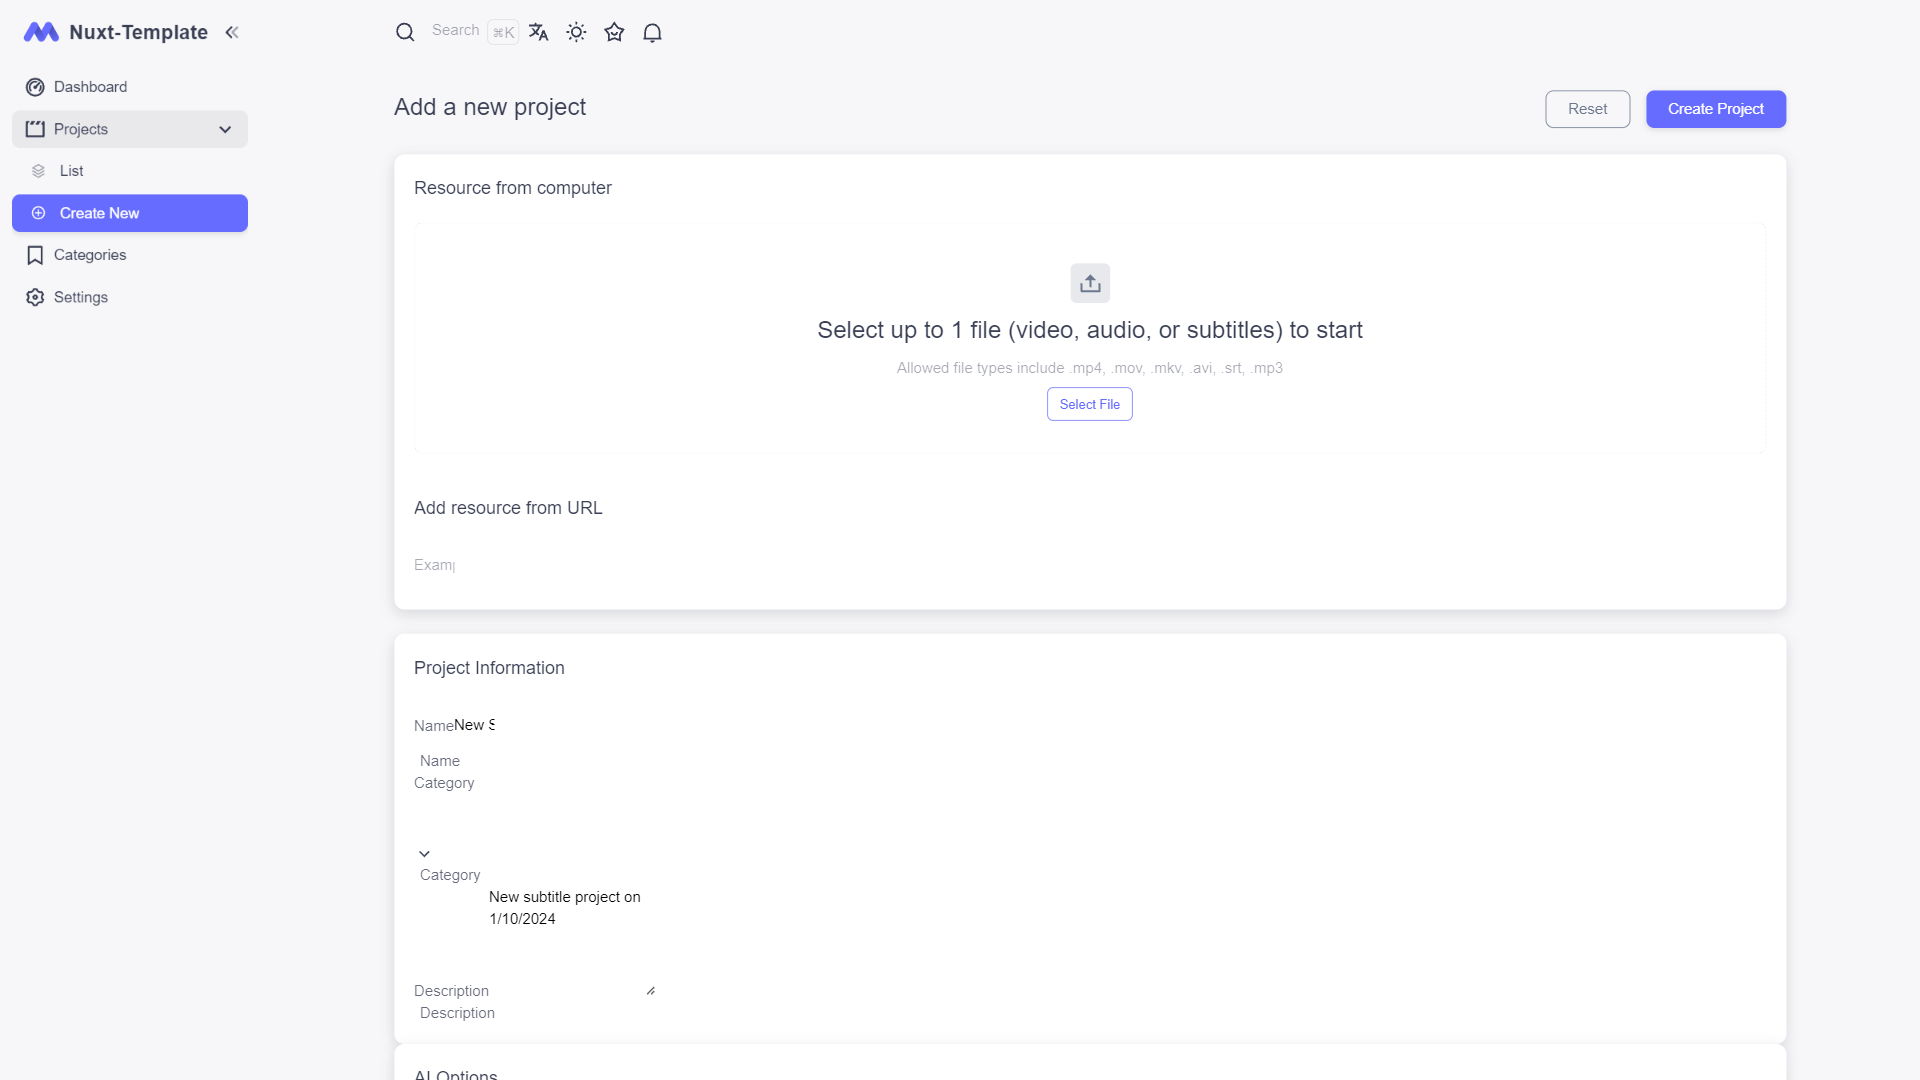 Nuxt-Template
Search ⌘K
Dashboard
Projects
List
Create New
Categories
Settings
Add a new project
Reset
Create Project
Resource from computer
Select up to 1 file (video, audio, or subtitles) to start
Allowed file types include .mp4, .mov, .mkv, .avi, .srt, .mp3
Select File
Add resource from URL
Exam
Project Information
Name New S
Name
Category
Category
New subtitle project on
1/10/2024
Description
Description
AI Options